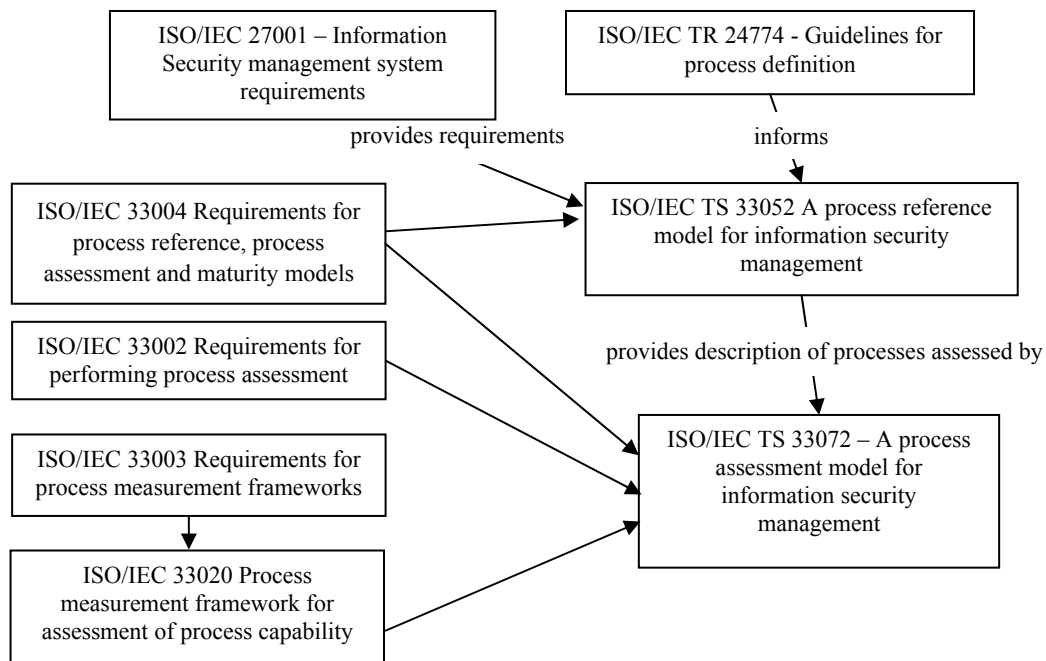 ISO/IEC 27001 – Information
Security management system
requirements
ISO/IEC TR 24774 - Guidelines for
process definition
provides requirements
informs
ISO/IEC 33004 Requirements for
process reference, process
assessment and maturity models
ISO/IEC TS 33052 A process reference
model for information security
management
ISO/IEC 33002 Requirements for
performing process assessment
provides description of processes assessed by
ISO/IEC 33003 Requirements for
process measurement frameworks
ISO/IEC TS 33072 – A process
assessment model for
information security
management
ISO/IEC 33020 Process
measurement framework for
assessment of process capability